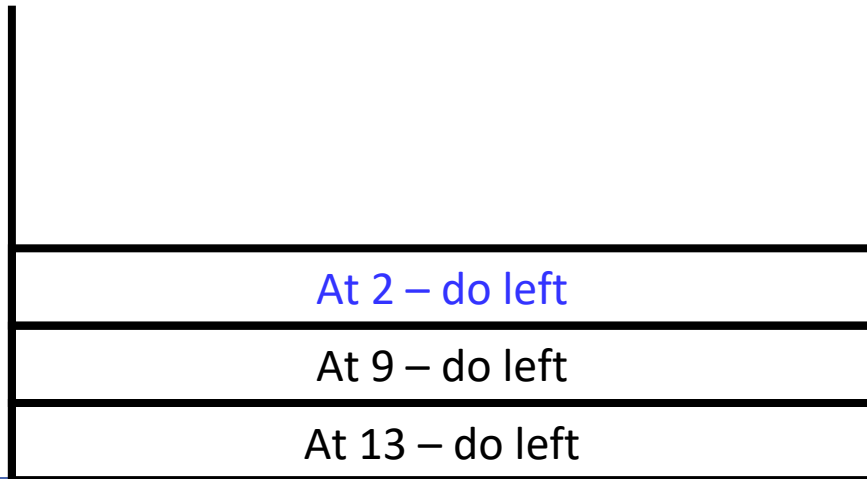 At 2 – do left
At 9 – do left
At 13 – do left